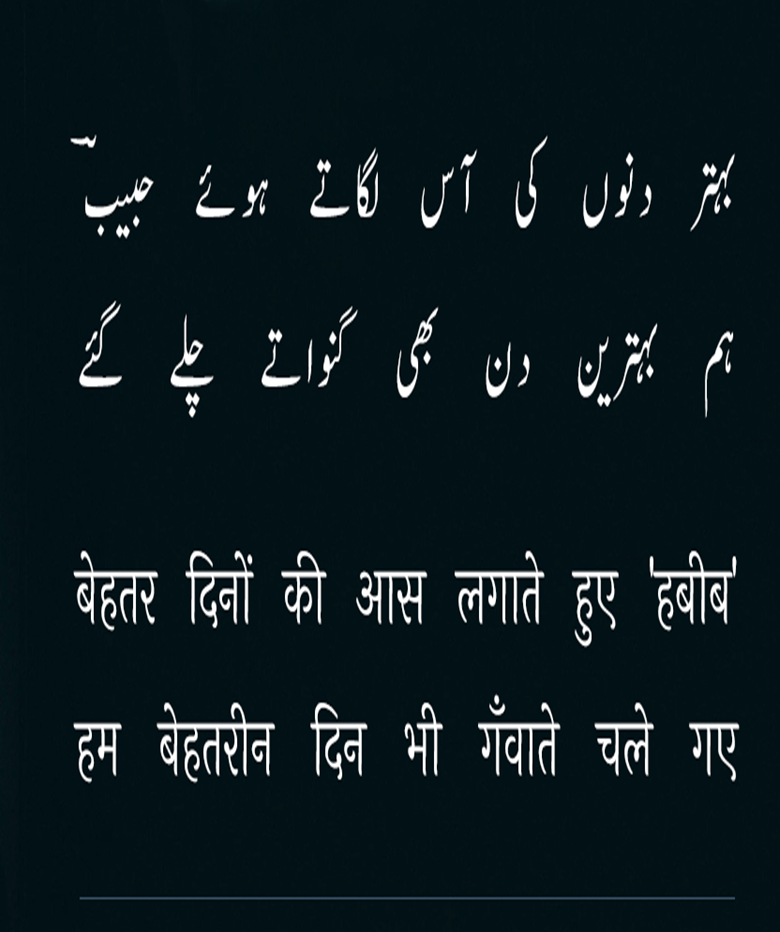 بہتر دنوں کی آس لگاتے ہوئے حبیبؔ
ہم بہترین دن بھی گنواتے چلے گئے
बेहतर दिनों की आस लगाते हुए 'हबीब'
हम बेहतरीन दिन भी गँवाते चले गए